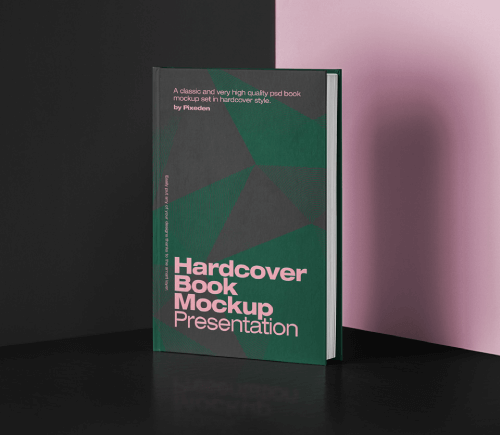 A classic and very high quality psd book
mockup set in hardcover style.
by Pixeden
Hardcover
Book
Mockup
Presentation